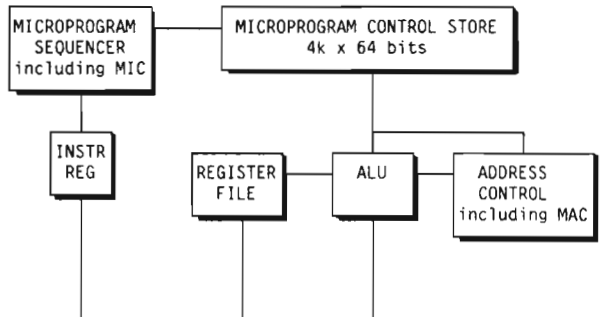 MICROPROGRAM
SEQUENCER
including MIC
MICROPROGRAM CONTROL STORE
4k x 64 bits
INSTR
REG
REGISTER
FILE
ALU
ADDRESS
CONTROL
including MAC